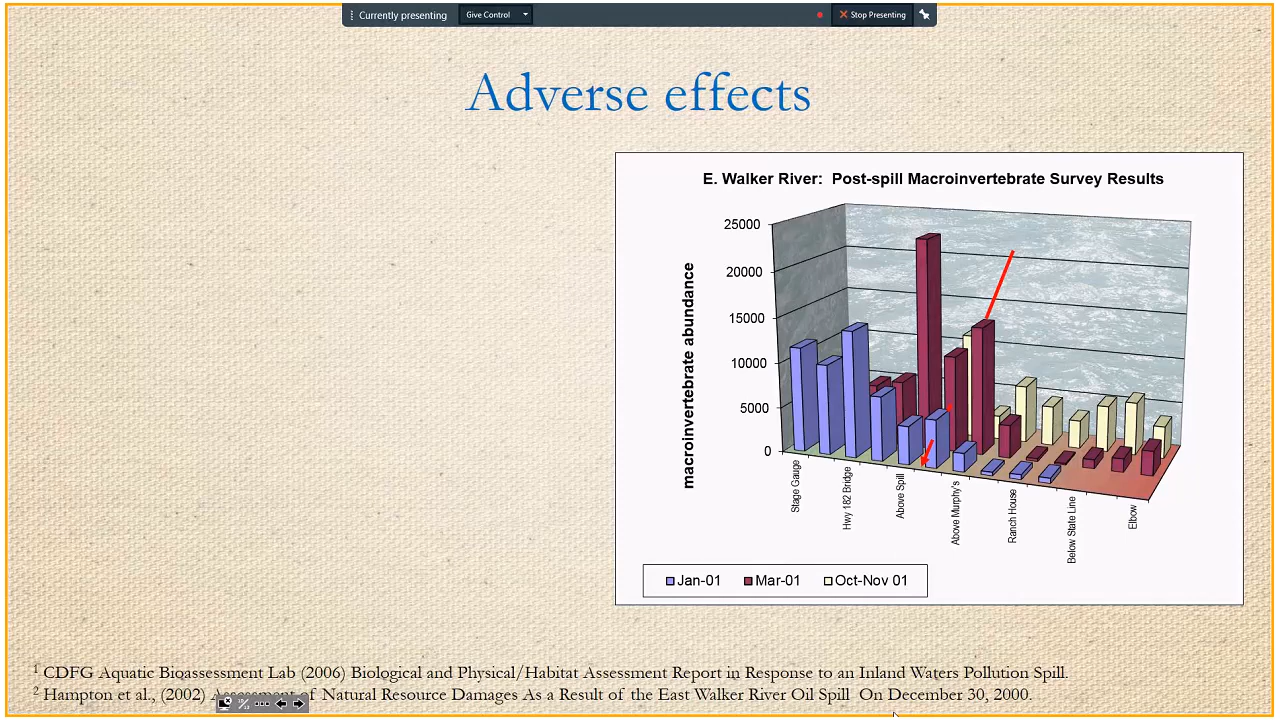 Currently presenting Give Control Stop Presenting
Adverse effects
E. Walker River: Post-spill Macroinvertebrate Survey Results
macroinvertebrate abundance
25000
20000
15000
10000
5000
0
Stage Gauge
Hwy 182 Bridge
Above Spill
Above Murphy's
Ranch House
Below State Line
Elbow
Jan-01 Mar-01 Oct-Nov 01
1 CDFG Aquatic Bioassessment Lab (2006) Biological and Physical/Habitat Assessment Report in Response to an Inland Waters Pollution Spill.
2 Hampton et al., (2002) Assessment of Natural Resource Damages As a Result of the East Walker River Oil Spill On December 30, 2000.